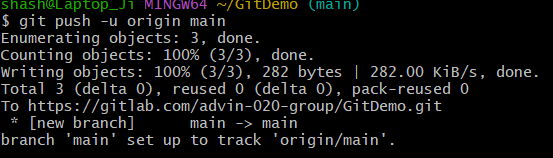 shash@Laptop_Ji MINGW64 ~/GitDemo (main)
$ git push -u origin main
Enumerating objects: 3, done.
Counting objects: 100% (3/3), done.
Writing objects: 100% (3/3), 282 bytes | 282.00 KiB/s, done.
Total 3 (delta 0), reused 0 (delta 0), pack-reused 0
To https://gitlab.com/advin-020-group/GitDemo.git
 * [new branch]      main -> main
branch 'main' set up to track 'origin/main'.